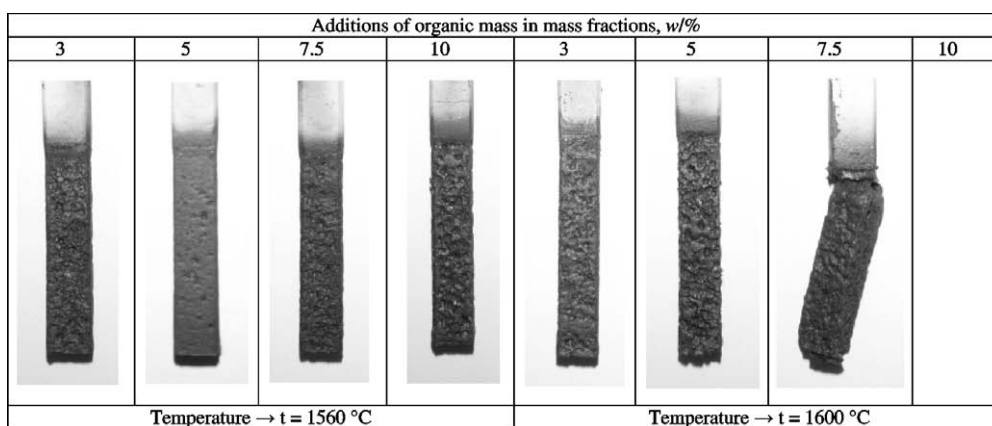 Additions of organic mass in mass fractions, w/%
3 5 7.5 10 3 5 7.5 10
Temperature → t = 1560 °C Temperature → t = 1600 °C